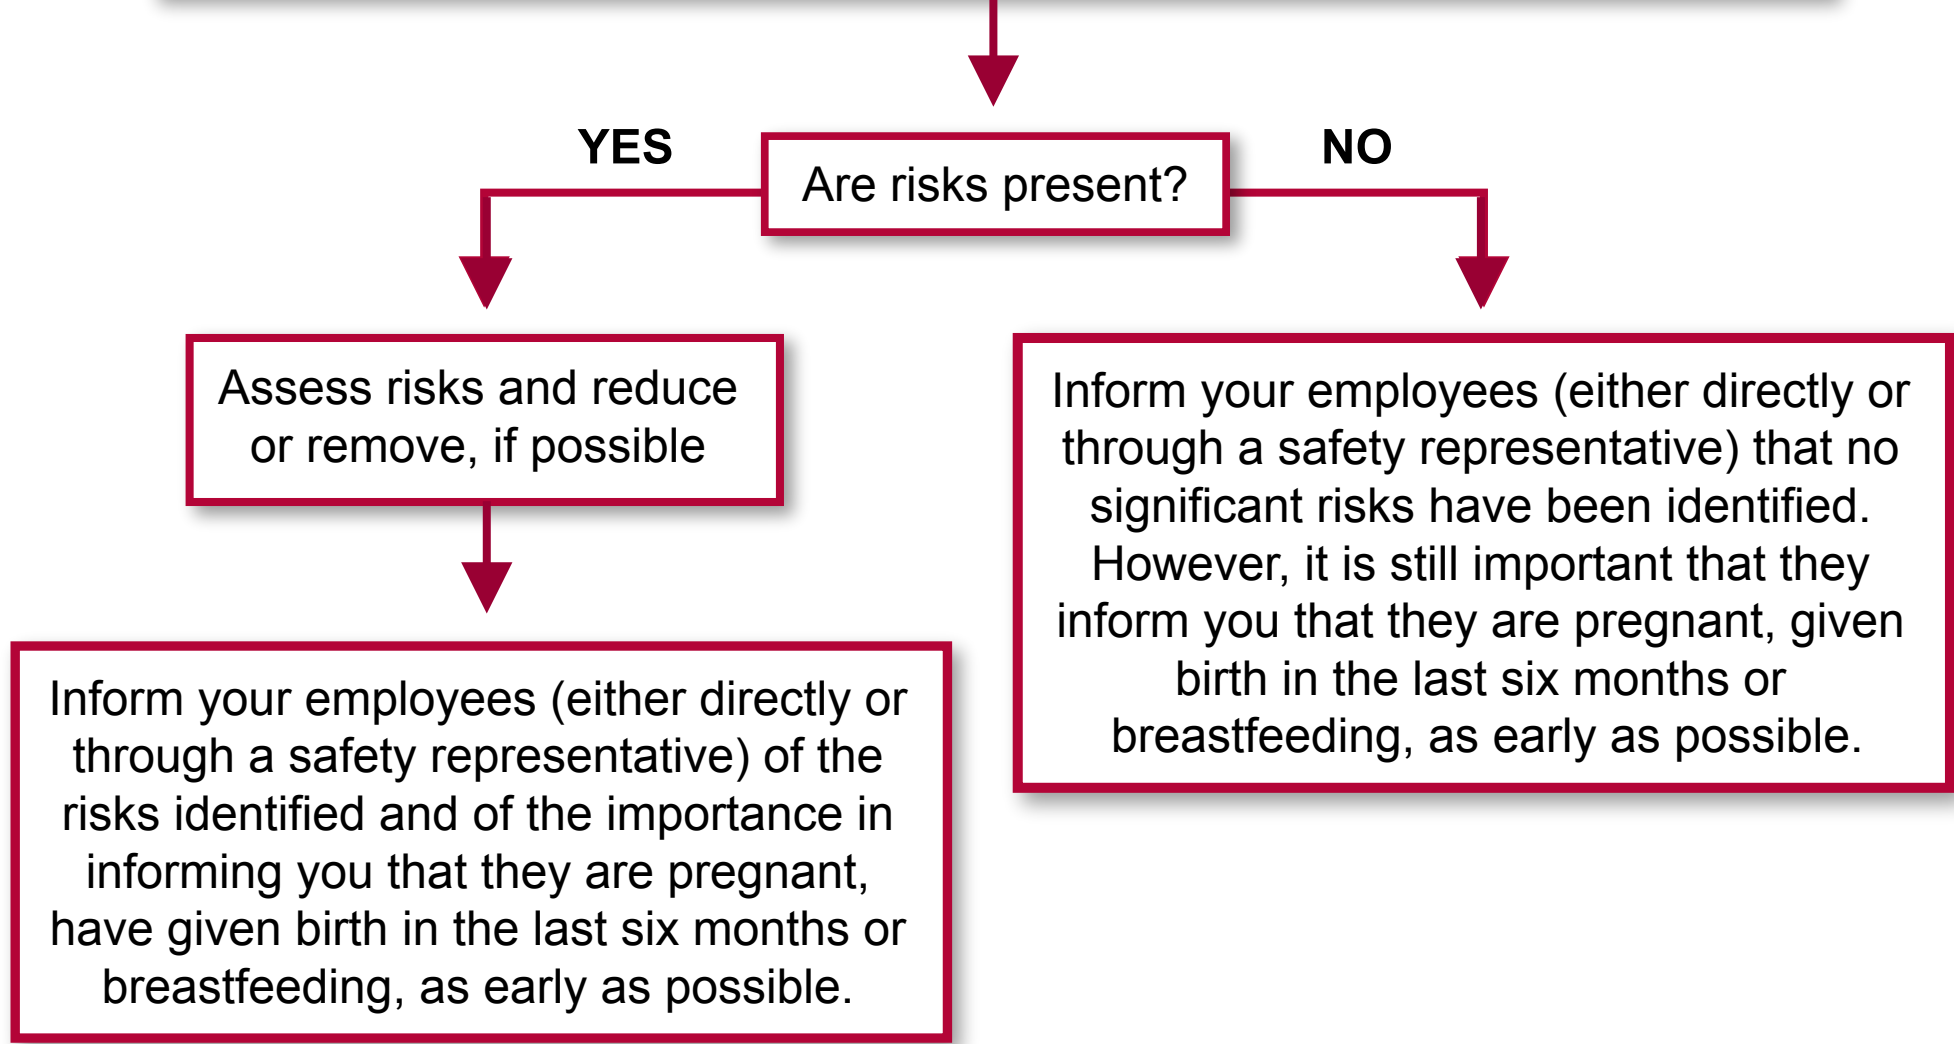 YES
Are risks present?
NO
Assess risks and reduce
or remove, if possible
Inform your employees (either directly or
through a safety representative) of the
risks identified and of the importance in
informing you that they are pregnant,
have given birth in the last six months or
breastfeeding, as early as possible.
Inform your employees (either directly or
through a safety representative) that no
significant risks have been identified.
However, it is still important that they
inform you that they are pregnant, given
birth in the last six months or
breastfeeding, as early as possible.